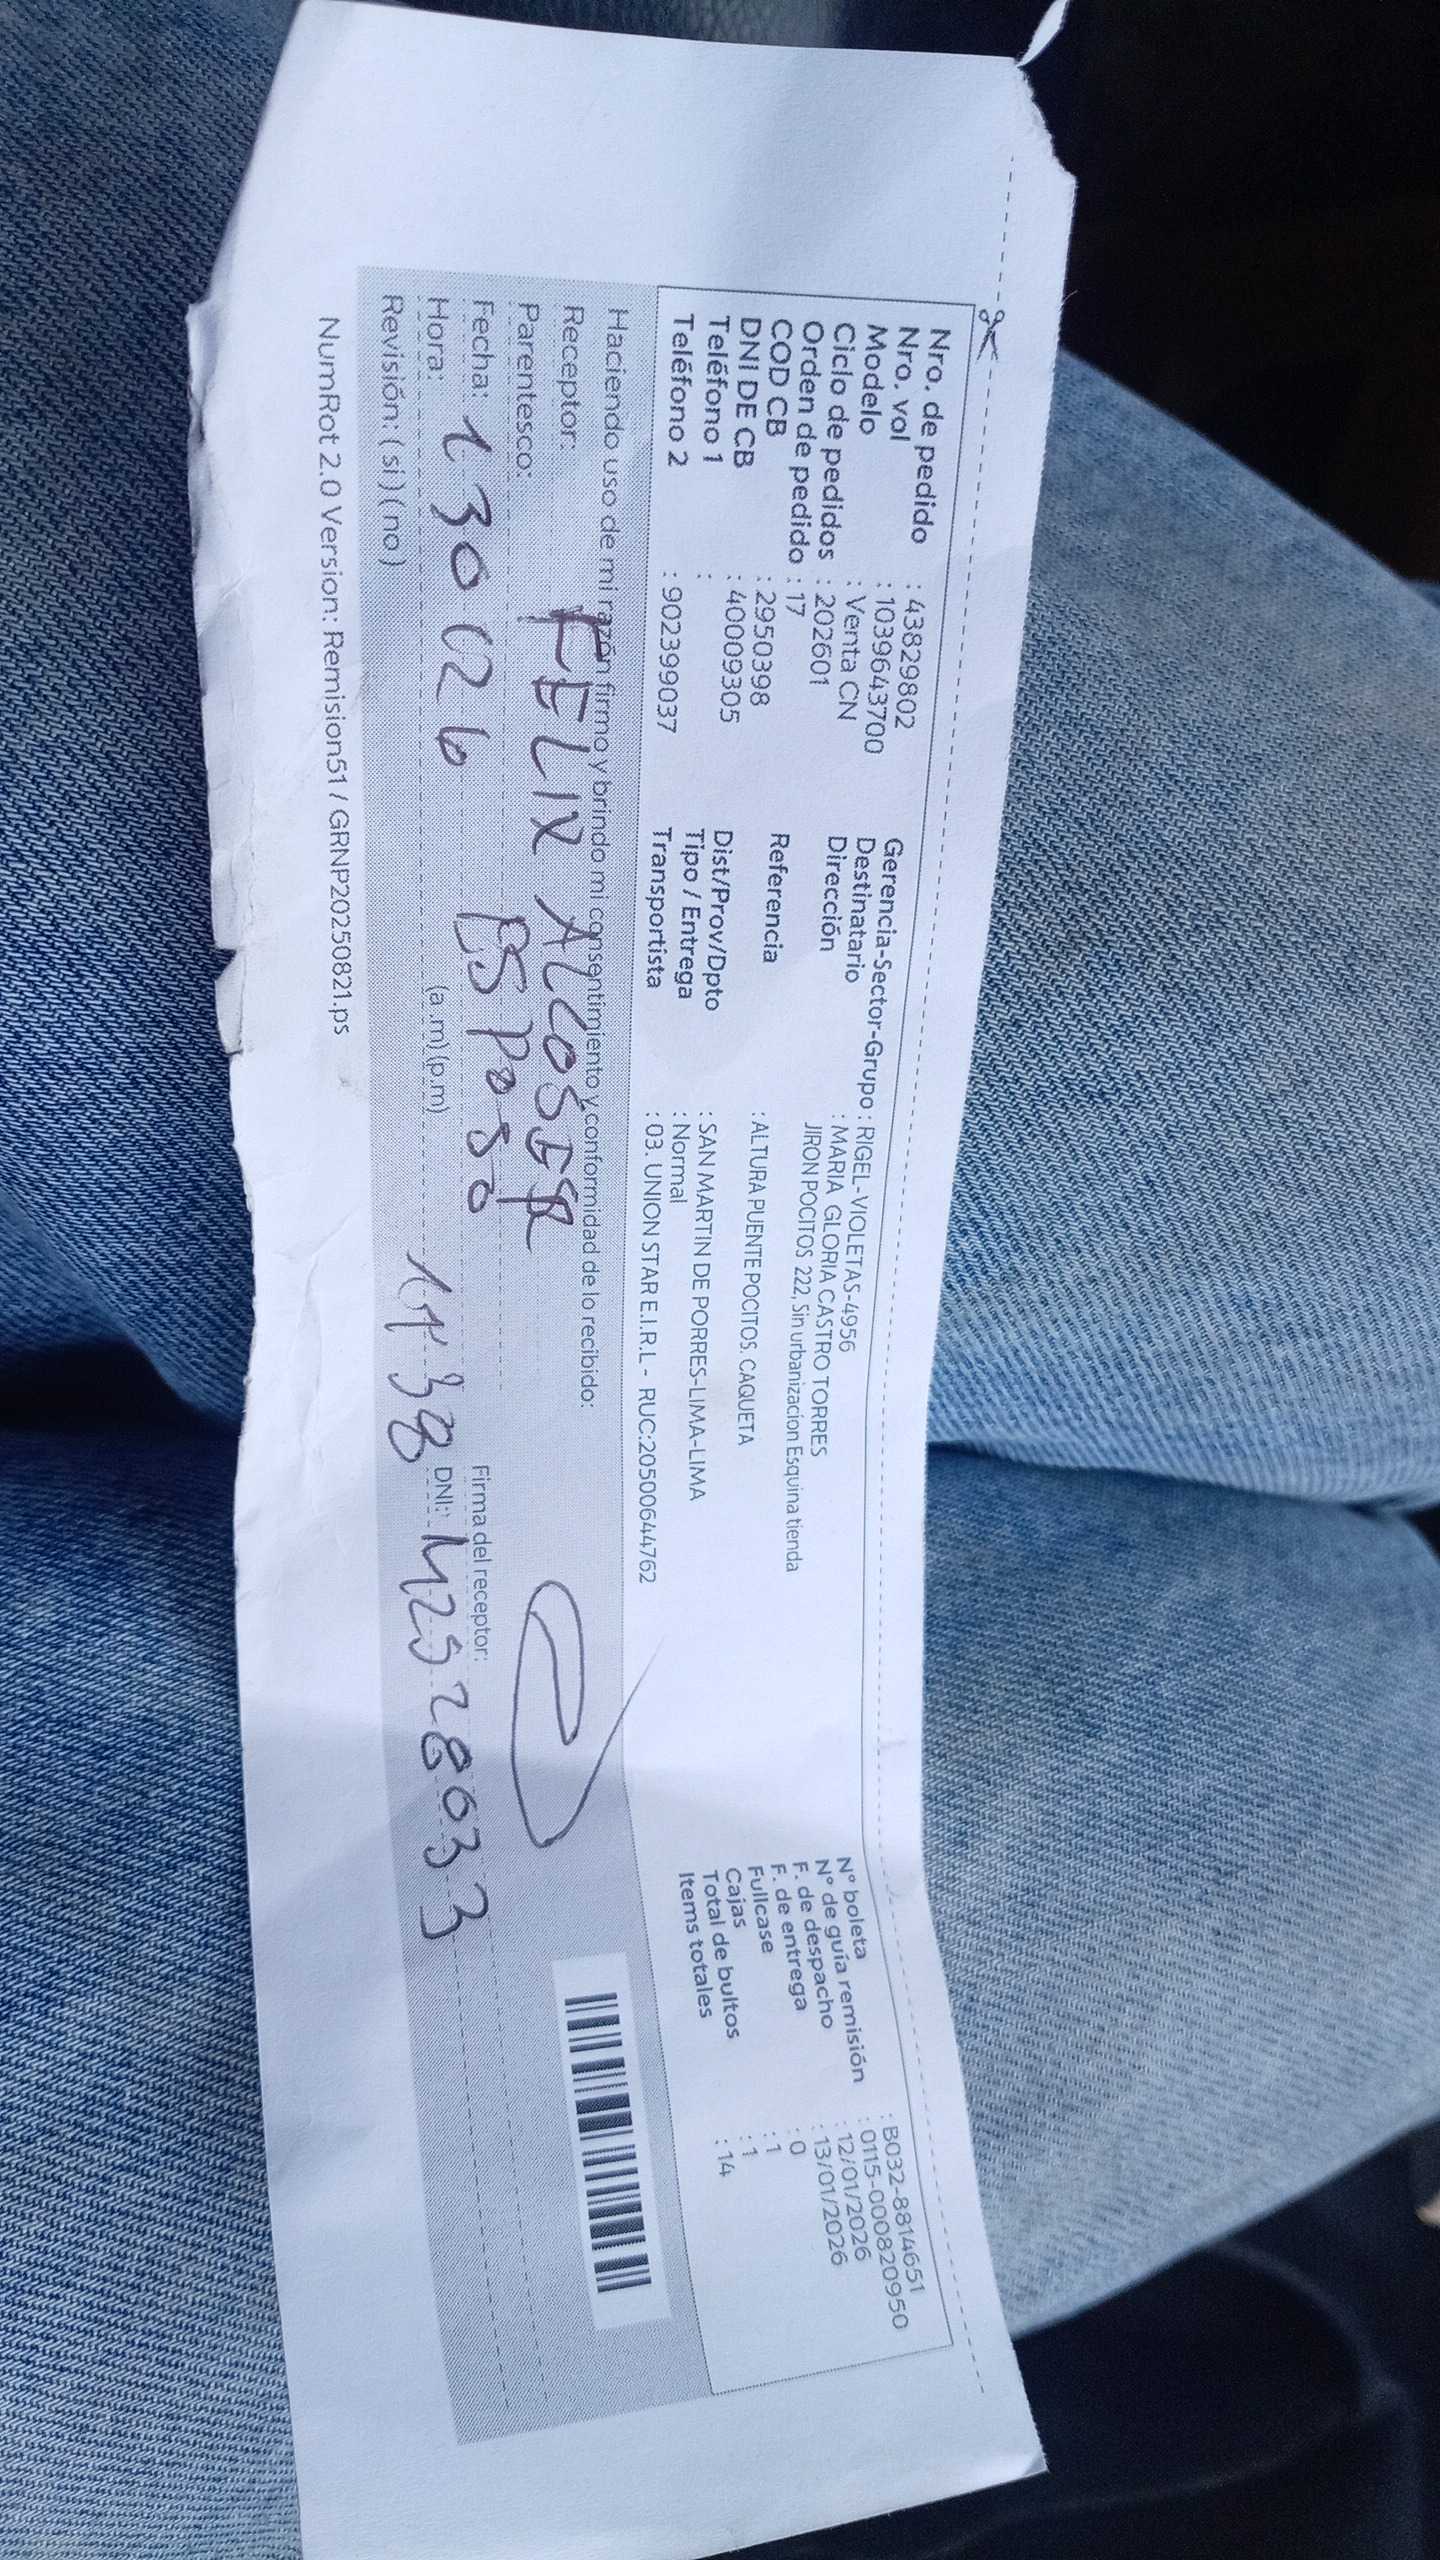 Nro. de pedido : 43829802
Nro. vol : 1039643700
Modelo : Venta CN
Ciclo de pedidos : 202601
Orden de pedido : 17
COD CB : 2950398
DNI DE CB : 40009305
Teléfono 1 :
Teléfono 2 : 902399037
Gerencia-Sector-Grupo : RIGEL-VIOLETAS-4956
Destinatario : MARIA GLORIA CASTRO TORRES
Dirección JIRON POCITOS 222, Sin urbanizacion Esquina tienda
Referencia : ALTURA PUENTE POCITOS. CAQUETA
Dist/Prov/Dpto : SAN MARTIN DE PORRES-LIMA-LIMA
Tipo / Entrega : Normal
Transportista : 03. UNION STAR E.I.R.L - RUC:20500644762
N° boleta : B032-8814651
N° de guía remisión : 0115-000820950
F. de despacho : 12/01/2026
F. de entrega : 13/01/2026
Fullcase : 0
Cajas : 1
Total de bultos : 1
Items totales : 14
Haciendo uso de mi razón firmo y brindo mi consentimiento y conformidad de lo recibido:
Receptor: FELIX ALCOSER
Parentesco: ESPOSO
Fecha: 13 01 26
Firma del receptor:
Hora: (a.m) (p.m) 1138 DNI:
Revisión: ( si ) ( no )
NumRot 2.0 Version: Remision51 / GRNP20250821.ps